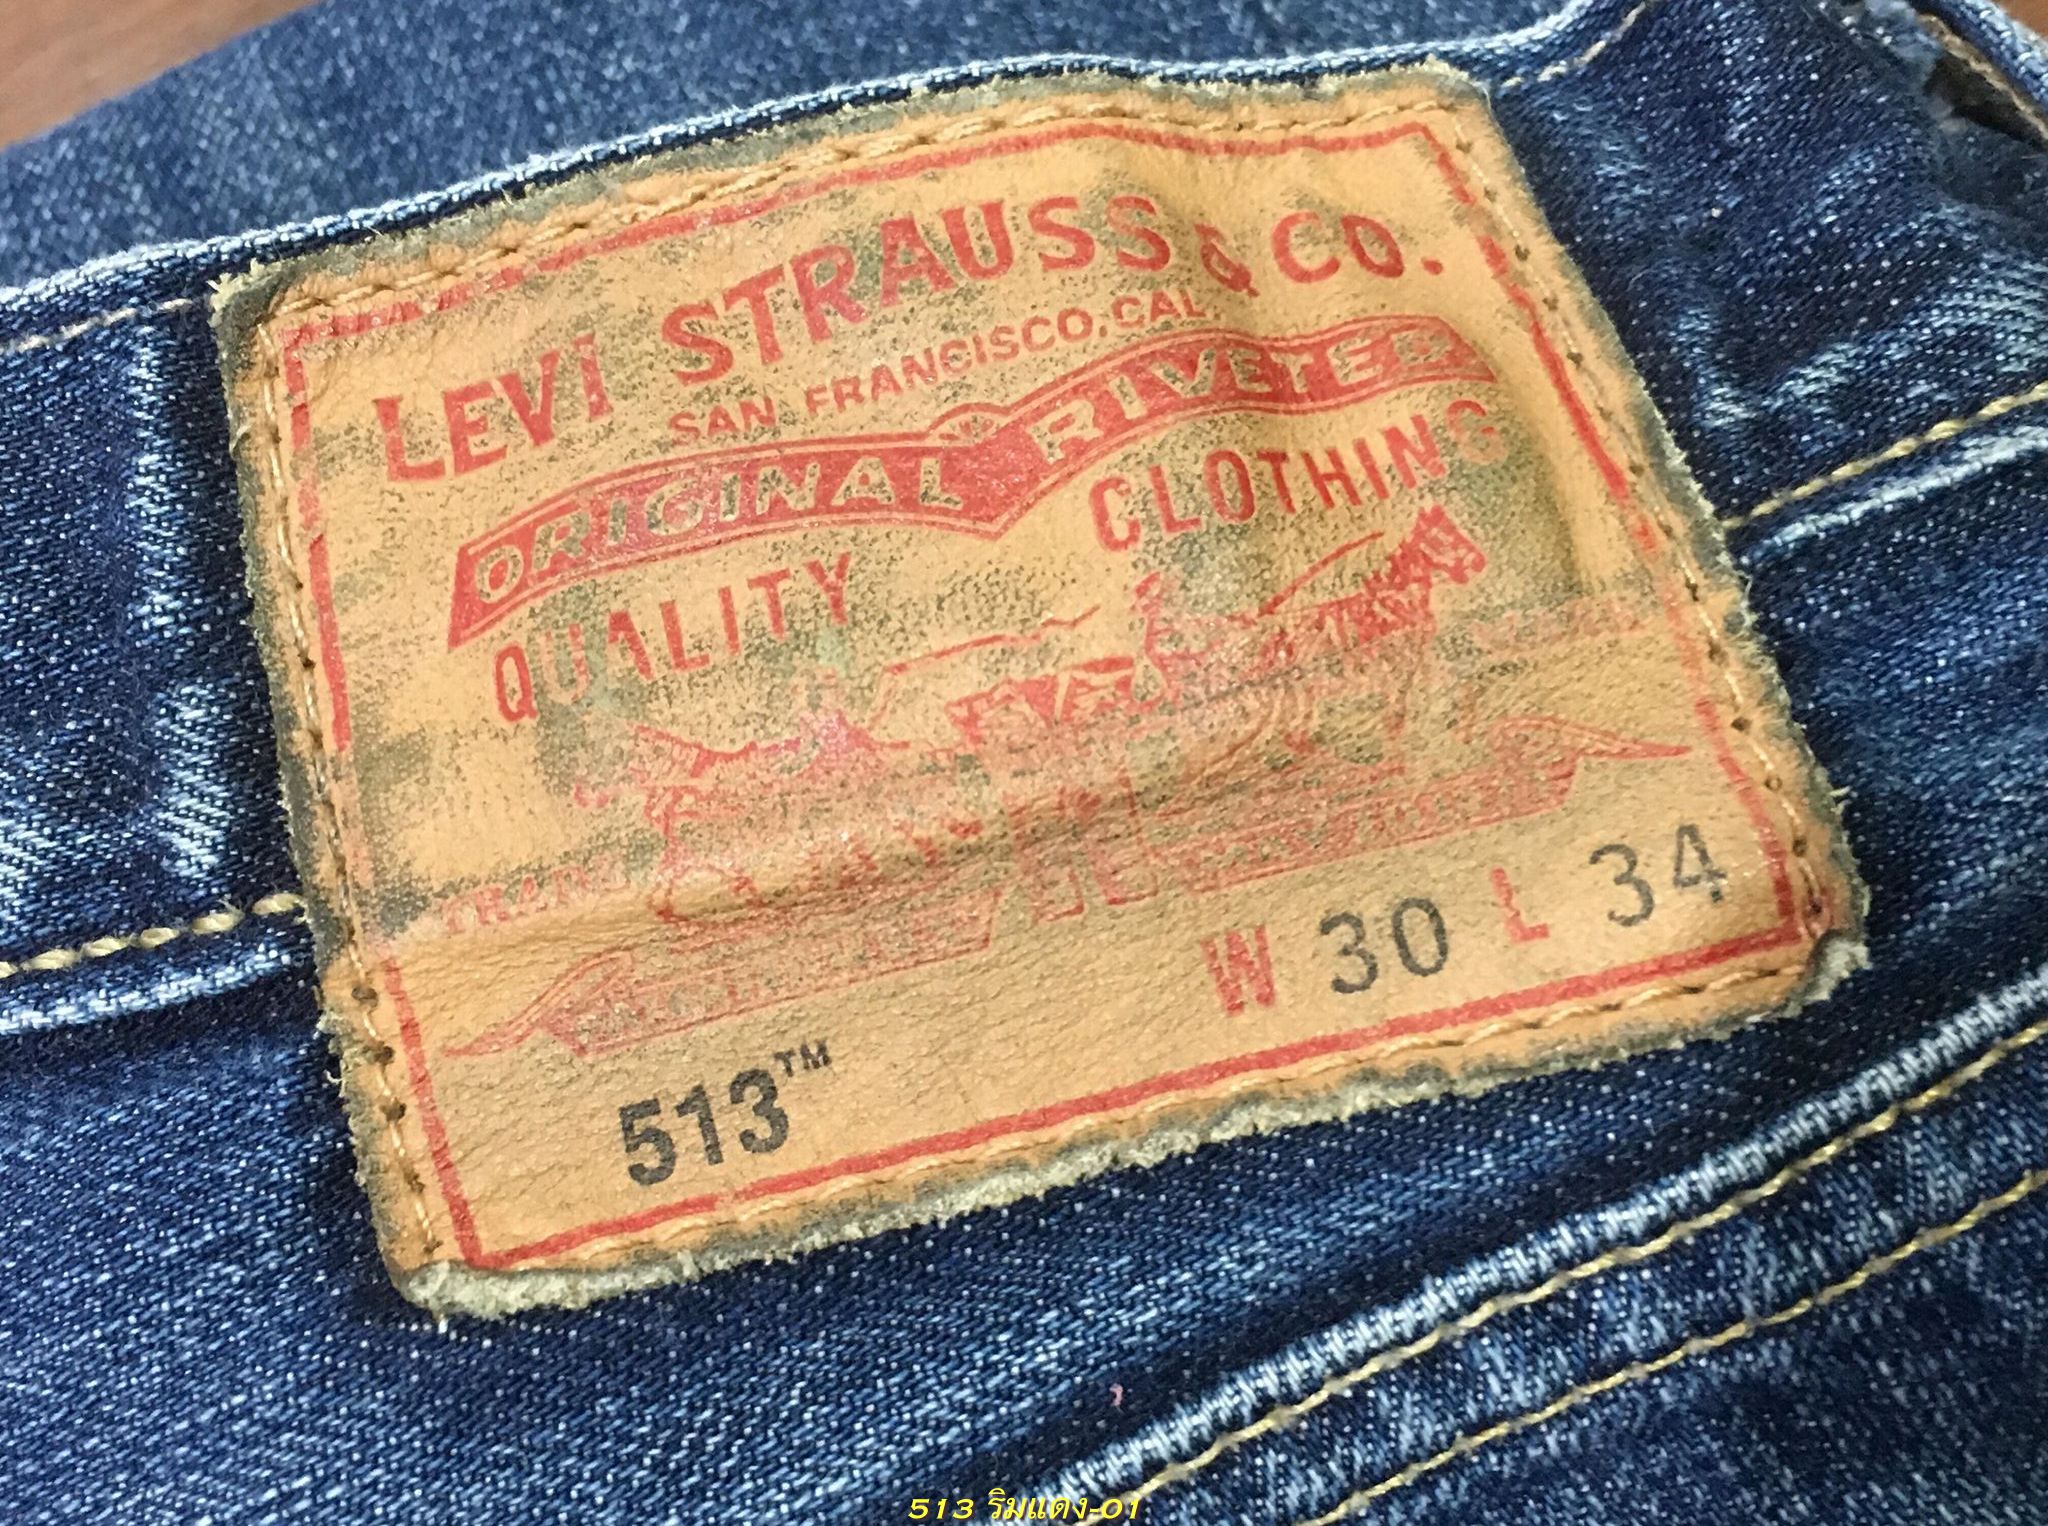 LEVI STRAUSS & CO.
SAN FRANCISCO, CAL.
ORIGINAL RIVETED
QUALITY CLOTHING
TRADE
W 30 L 34
513™
513 ริมแดง-01